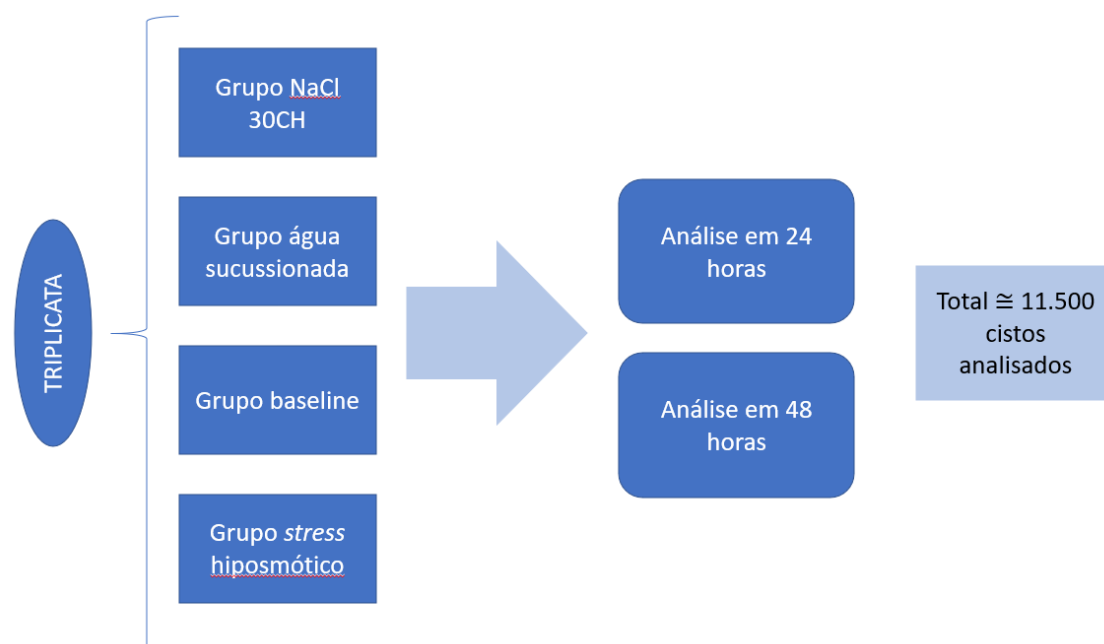 TRIPLICATA
Grupo NaCl
30CH
Grupo água
sucussionada
Grupo baseline
Grupo stress
hiposmótico
Análise em 24
horas
Análise em 48
horas
Total ≅ 11.500
cistos
analisados